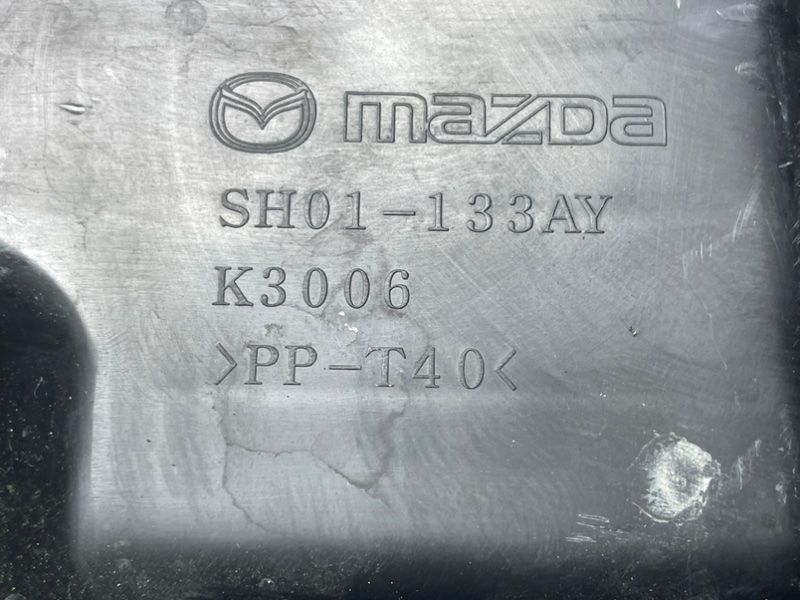 mazda
SH01-133AY
K3006
>PP-T40<